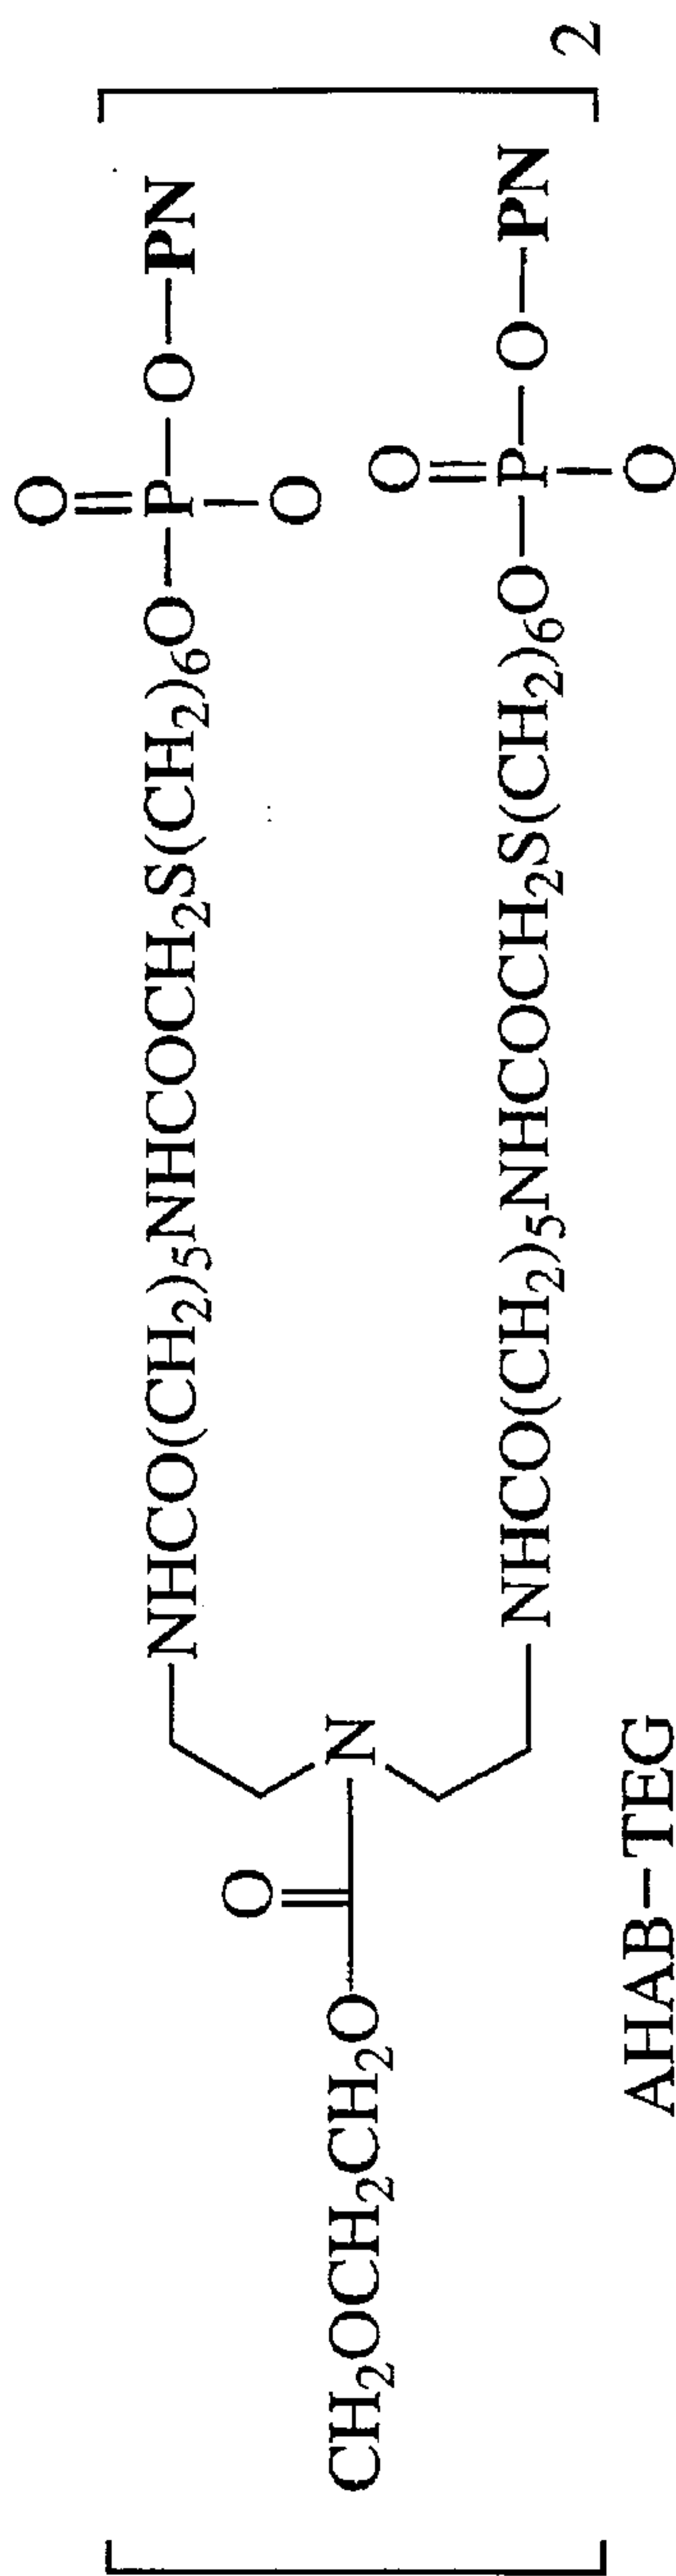 O O
|| ||
NHCO(CH₂)₅NHCOCH₂S(CH₂)₆O–P–O–PN
O
CH₂OCH₂CH₂O
O
N
O
NHCO(CH₂)₅NHCOCH₂S(CH₂)₆O–P–O–PN
O
2
AHAB–TEG